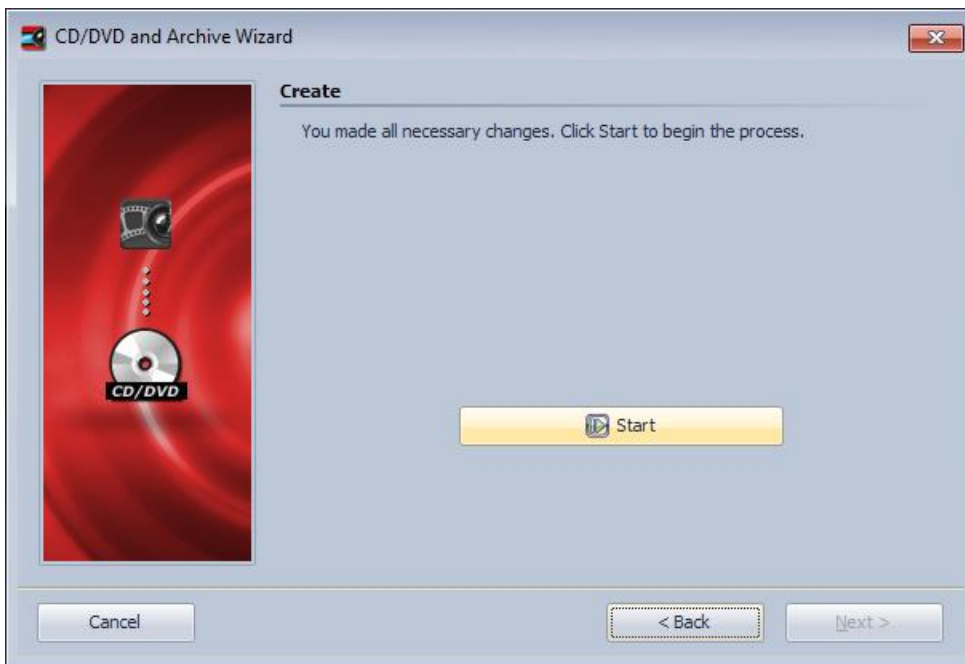 CD/DVD and Archive Wizard
Create
You made all necessary changes. Click Start to begin the process.
CD/DVD
Start
Cancel
< Back
Next >